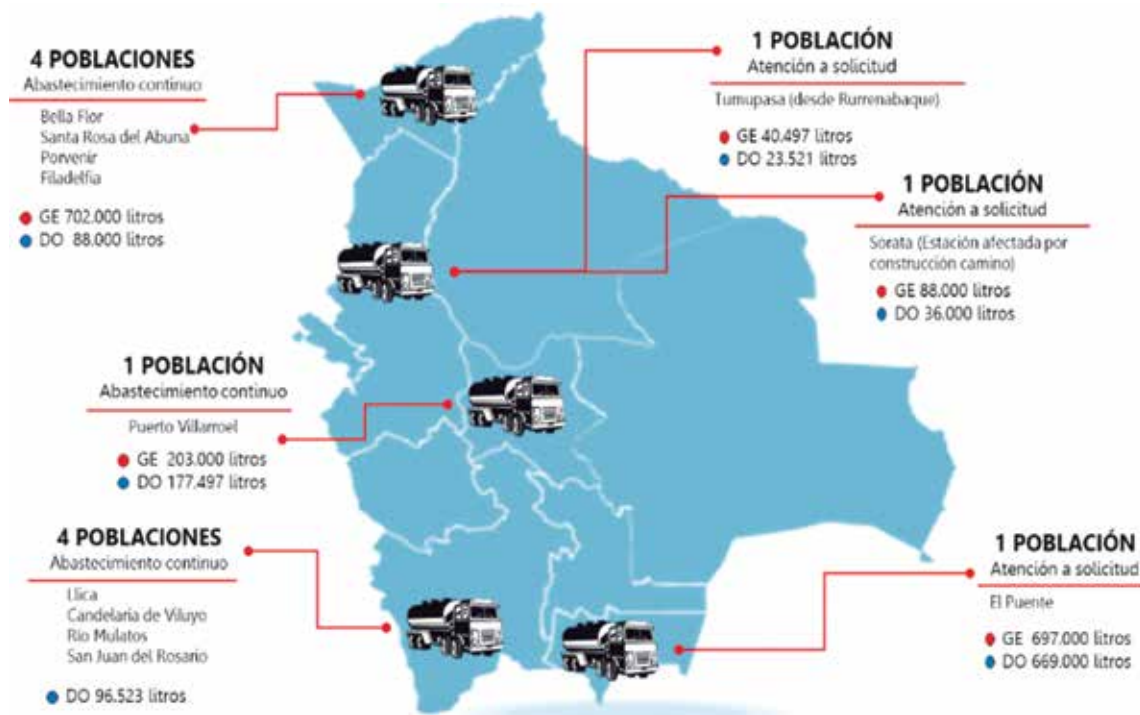 4 POBLACIONES
Abastecimiento continuo
Bella Flor
Santa Rosa del Abuna
Porvenir
Filadelfia
GE 702.000 litros
DO 88.000 litros
1 POBLACIÓN
Atención a solicitud
Tumupasa (desde Rurrenabaque)
GE 40.497 litros
DO 23.521 litros
1 POBLACIÓN
Atención a solicitud
Sorata (Estación afectada por
construcción camino)
GE 88.000 litros
DO 36.000 litros
1 POBLACIÓN
Abastecimiento continuo
Puerto Villarroel
GE 203.000 litros
DO 177.497 litros
4 POBLACIONES
Abastecimiento continuo
Llica
Candelaria de Viluyo
Rio Mulatos
San Juan del Rosario
DO 96.523 litros
1 POBLACIÓN
Atención a solicitud
El Puente
GE 697.000 litros
DO 669.000 litros